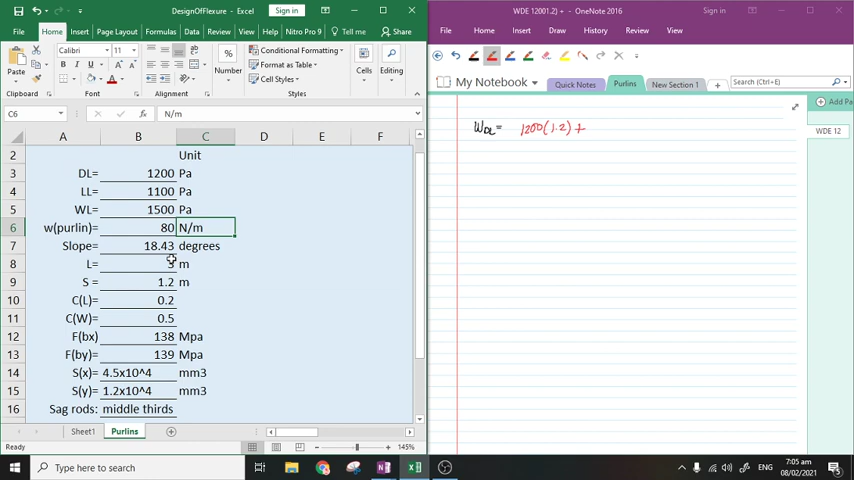 DesignOfFlexure - Excel
Sign in
WDE 12001.2) + - OneNote 2016
Sign in
File Home Insert Page Layout Formulas Data Review View Help Nitro Pro 9 Tell me Share
File Home Insert Draw View
Paste
Clipboard
Calibri 11
B I U
Font
Alignment
Number
Conditional Formatting
Format as Table
Cell Styles
Styles
Cells
Editing
My Notebook Quick Notes Purlins New Section 1 + Search (Ctrl+E)
C6 fx N/m
Add Pa
WDE 12
A B C D E F
2 Unit
3 DL= 1200 Pa
4 LL= 1100 Pa
5 WL= 1500 Pa
6 w(purlin)= 80 N/m
7 Slope= 18.43 degrees
8 L= 3 m
9 S = 1.2 m
10 C(L)= 0.2
11 C(W)= 0.5
12 F(bx) 138 Mpa
13 F(by)= 139 Mpa
14 S(x)= 4.5x10^4 mm3
15 S(y)= 1.2x10^4 mm3
16 Sag rods: middle thirds
WDL= 1200(1.2) +
Sheet1 Purlins
Ready 145%
Type here to search
ENG
7:05 am
08/02/2021